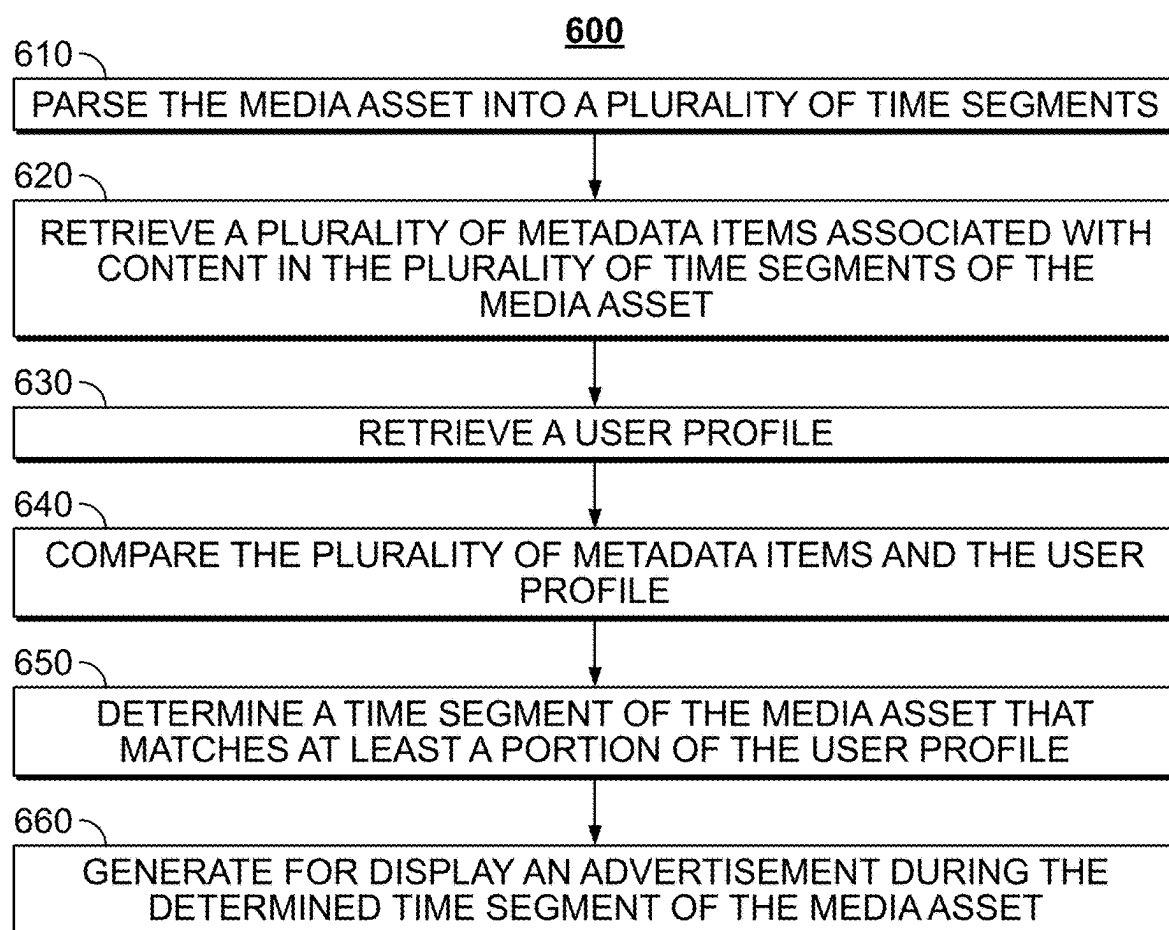 600
610
PARSE THE MEDIA ASSET INTO A PLURALITY OF TIME SEGMENTS
620
RETRIEVE A PLURALITY OF METADATA ITEMS ASSOCIATED WITH
CONTENT IN THE PLURALITY OF TIME SEGMENTS OF THE
MEDIA ASSET
630
RETRIEVE A USER PROFILE
640
COMPARE THE PLURALITY OF METADATA ITEMS AND THE USER
PROFILE
650
DETERMINE A TIME SEGMENT OF THE MEDIA ASSET THAT
MATCHES AT LEAST A PORTION OF THE USER PROFILE
660
GENERATE FOR DISPLAY AN ADVERTISEMENT DURING THE
DETERMINED TIME SEGMENT OF THE MEDIA ASSET